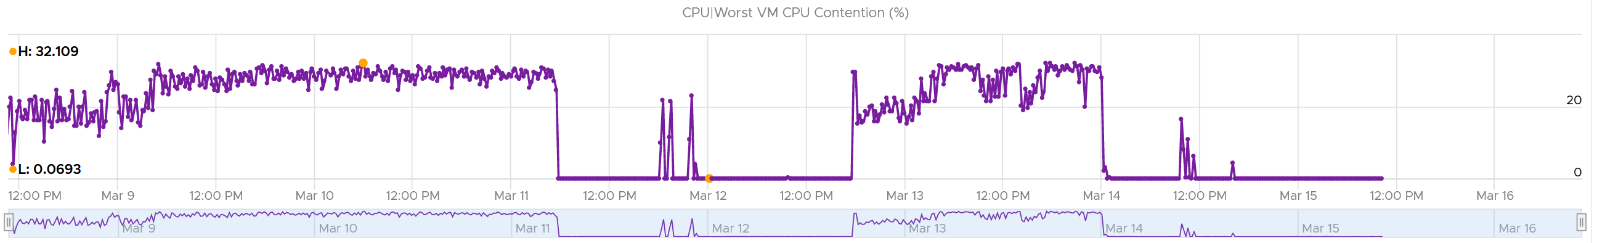 CPU|Worst VM CPU Contention (%)
H: 32.109
20
L: 0.0693
0
12:00 PM Mar 9 12:00 PM Mar 10 12:00 PM Mar 11 12:00 PM Mar 12 12:00 PM Mar 13 12:00 PM Mar 14 12:00 PM Mar 15 12:00 PM Mar 16
Mar 9 Mar 10 Mar 11 Mar 12 Mar 13 Mar 14 Mar 15 Mar 16